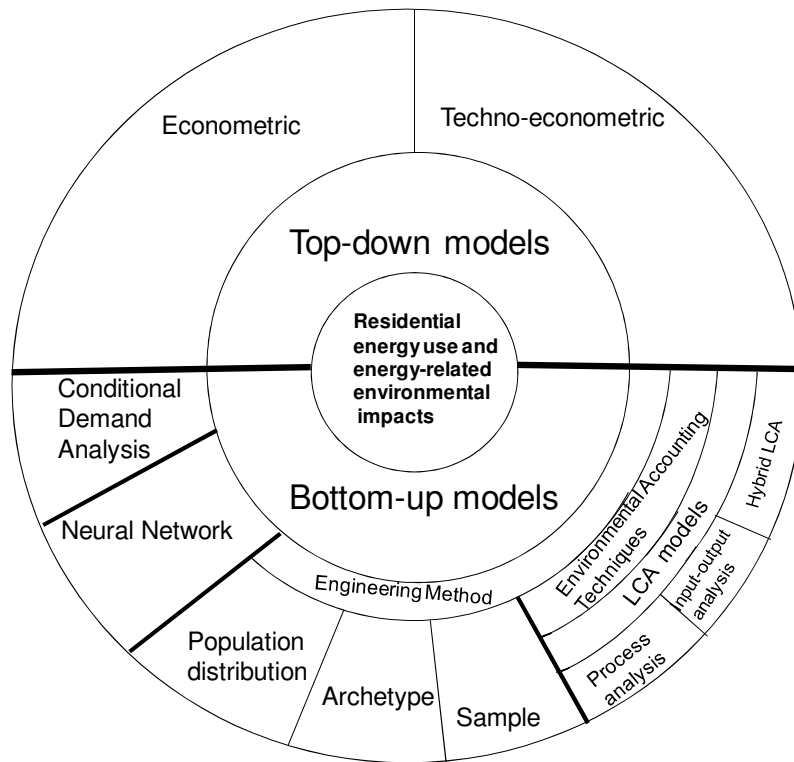 Econometric
Techno-econometric
Top-down models
Residential
energy use and
energy-related
environmental
impacts
Conditional
Demand
Analysis
Bottom-up models
Neural Network
Engineering Method
Population
distribution
Archetype
Sample
Environmental Accounting
Techniques
LCA models
Hybrid LCA
Input-output
analysis
Process
analysis